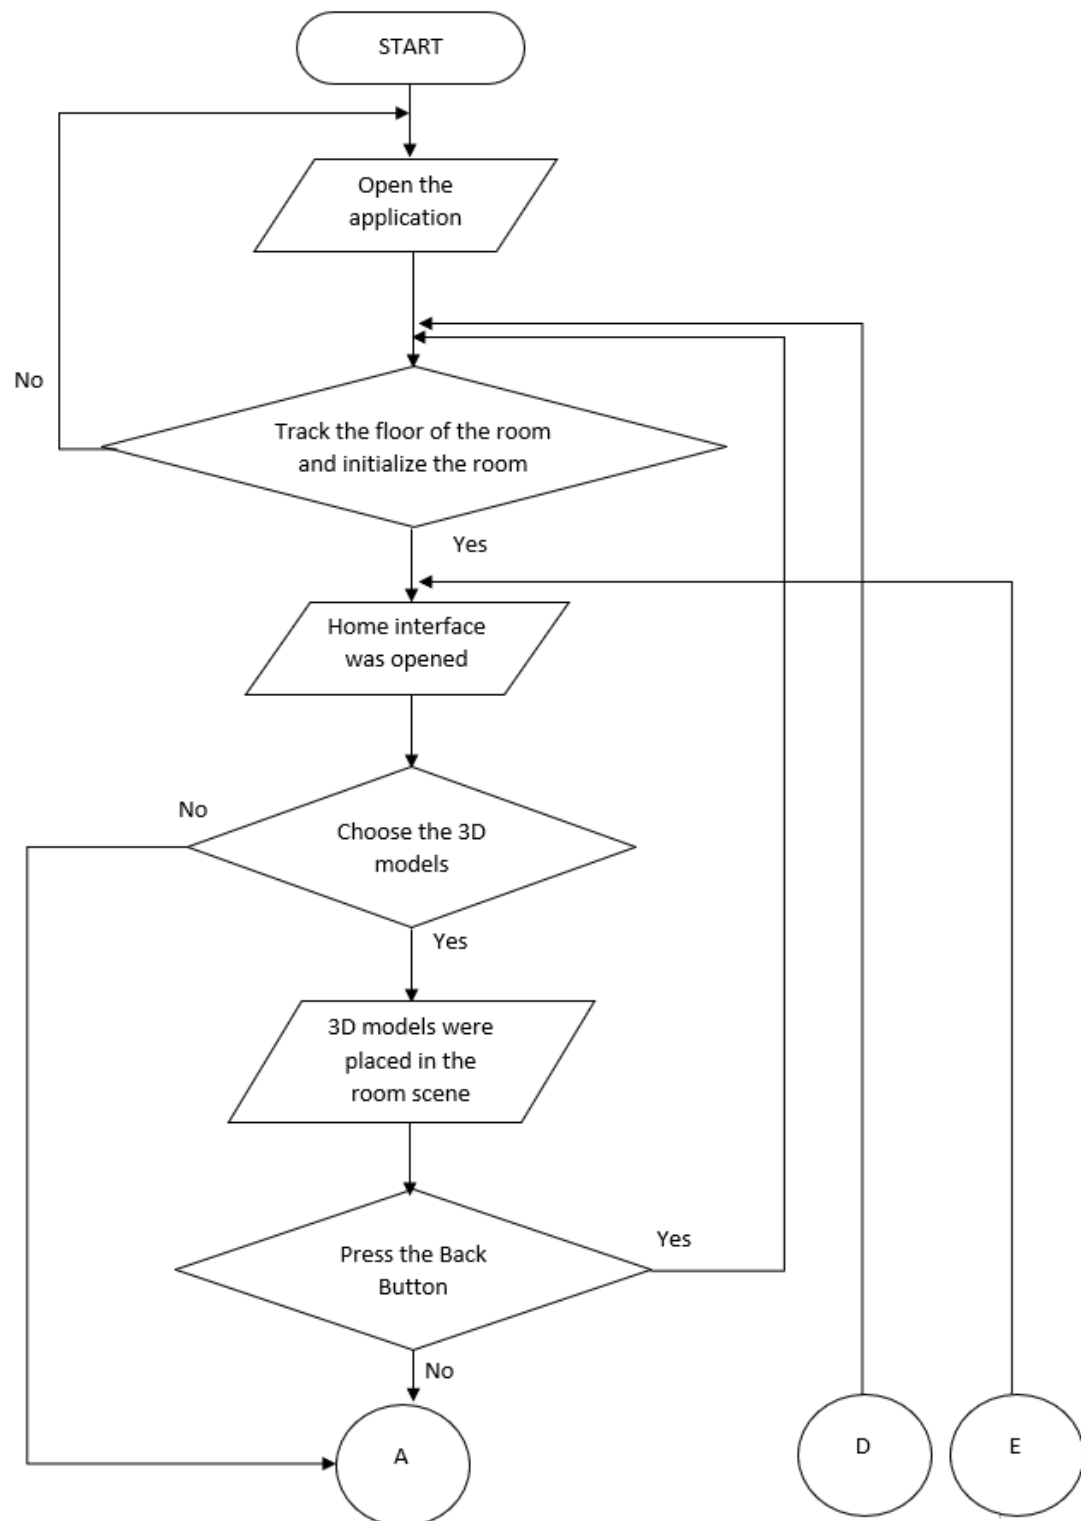 START
Open the
application
No
Track the floor of the room
and initialize the room
Yes
Home interface
was opened
No
Choose the 3D
models
Yes
3D models were
placed in the
room scene
Yes
Press the Back
Button
No
A
D
E